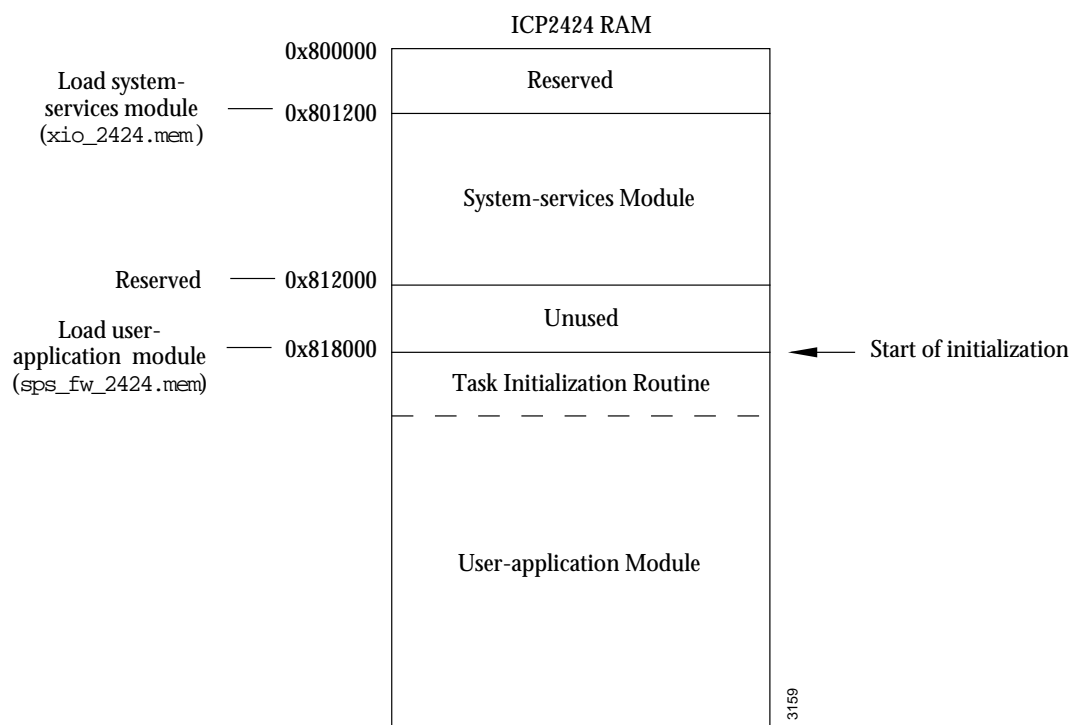 ICP2424 RAM
0x800000
Reserved
Load system-
services module
(xio_2424.mem)
0x801200
System-services Module
Reserved
0x812000
Unused
Load user-
application module
(sps_fw_2424.mem)
0x818000
Start of initialization
Task Initialization Routine
User-application Module
3159